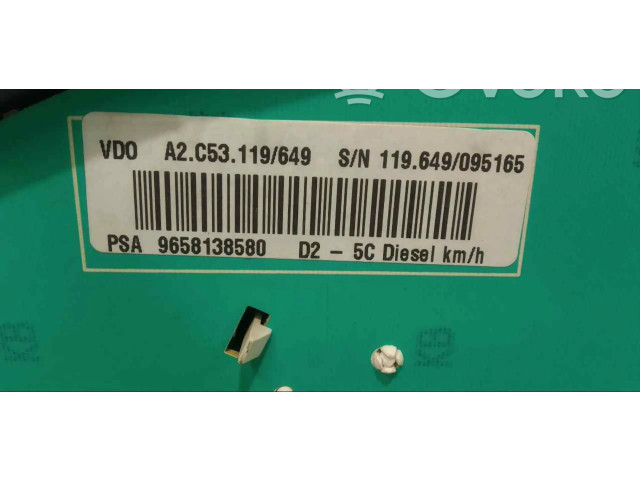 VDO A2.C53.119/649 S/N 119.649/095165
PSA 9658138580 D2 - 5C Diesel km/h